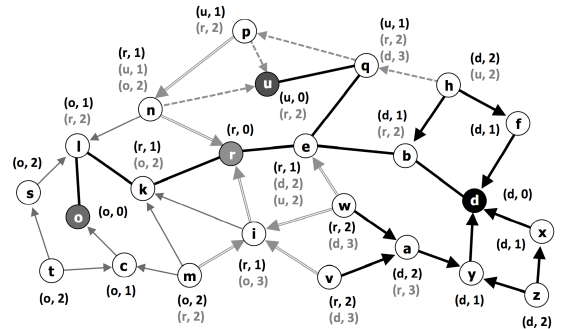 (u, 1)
(r, 2)
p
(u, 1)
(r, 2)
(d, 3)
q
(r, 1)
(u, 1)
(o, 2)
n
u
(u, 0)
(r, 2)
h
(d, 2)
(u, 2)
(o, 1)
(r, 2)
l
(r, 0)
r
e
(r, 1)
(d, 2)
(u, 2)
(d, 1)
(r, 2)
b
(d, 1)
f
(o, 2)
s
(r, 1)
(o, 2)
k
o
(o, 0)
d
(d, 0)
w
(r, 2)
(d, 3)
i
(r, 1)
(o, 3)
a
(d, 2)
(r, 3)
x
(d, 1)
t
(o, 2)
c
(o, 1)
m
(o, 2)
(r, 2)
v
(r, 2)
(d, 3)
y
(d, 1)
z
(d, 2)